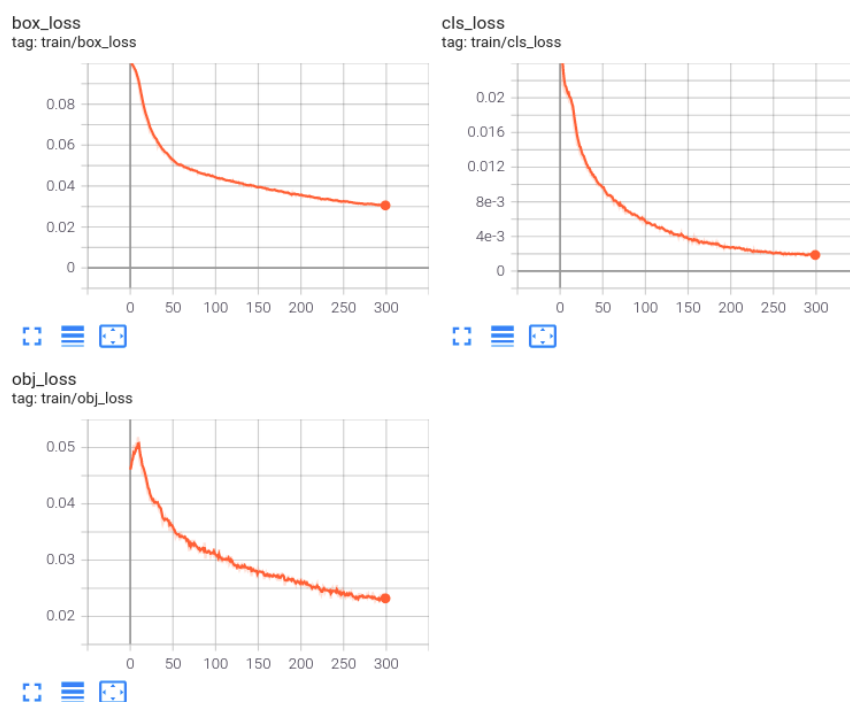 box_loss
tag: train/box_loss
0.08
0.06
0.04
0.02
0
0 50 100 150 200 250 300
cls_loss
tag: train/cls_loss
0.02
0.016
0.012
8e-3
4e-3
0
0 50 100 150 200 250 300
obj_loss
tag: train/obj_loss
0.05
0.04
0.03
0.02
0 50 100 150 200 250 300